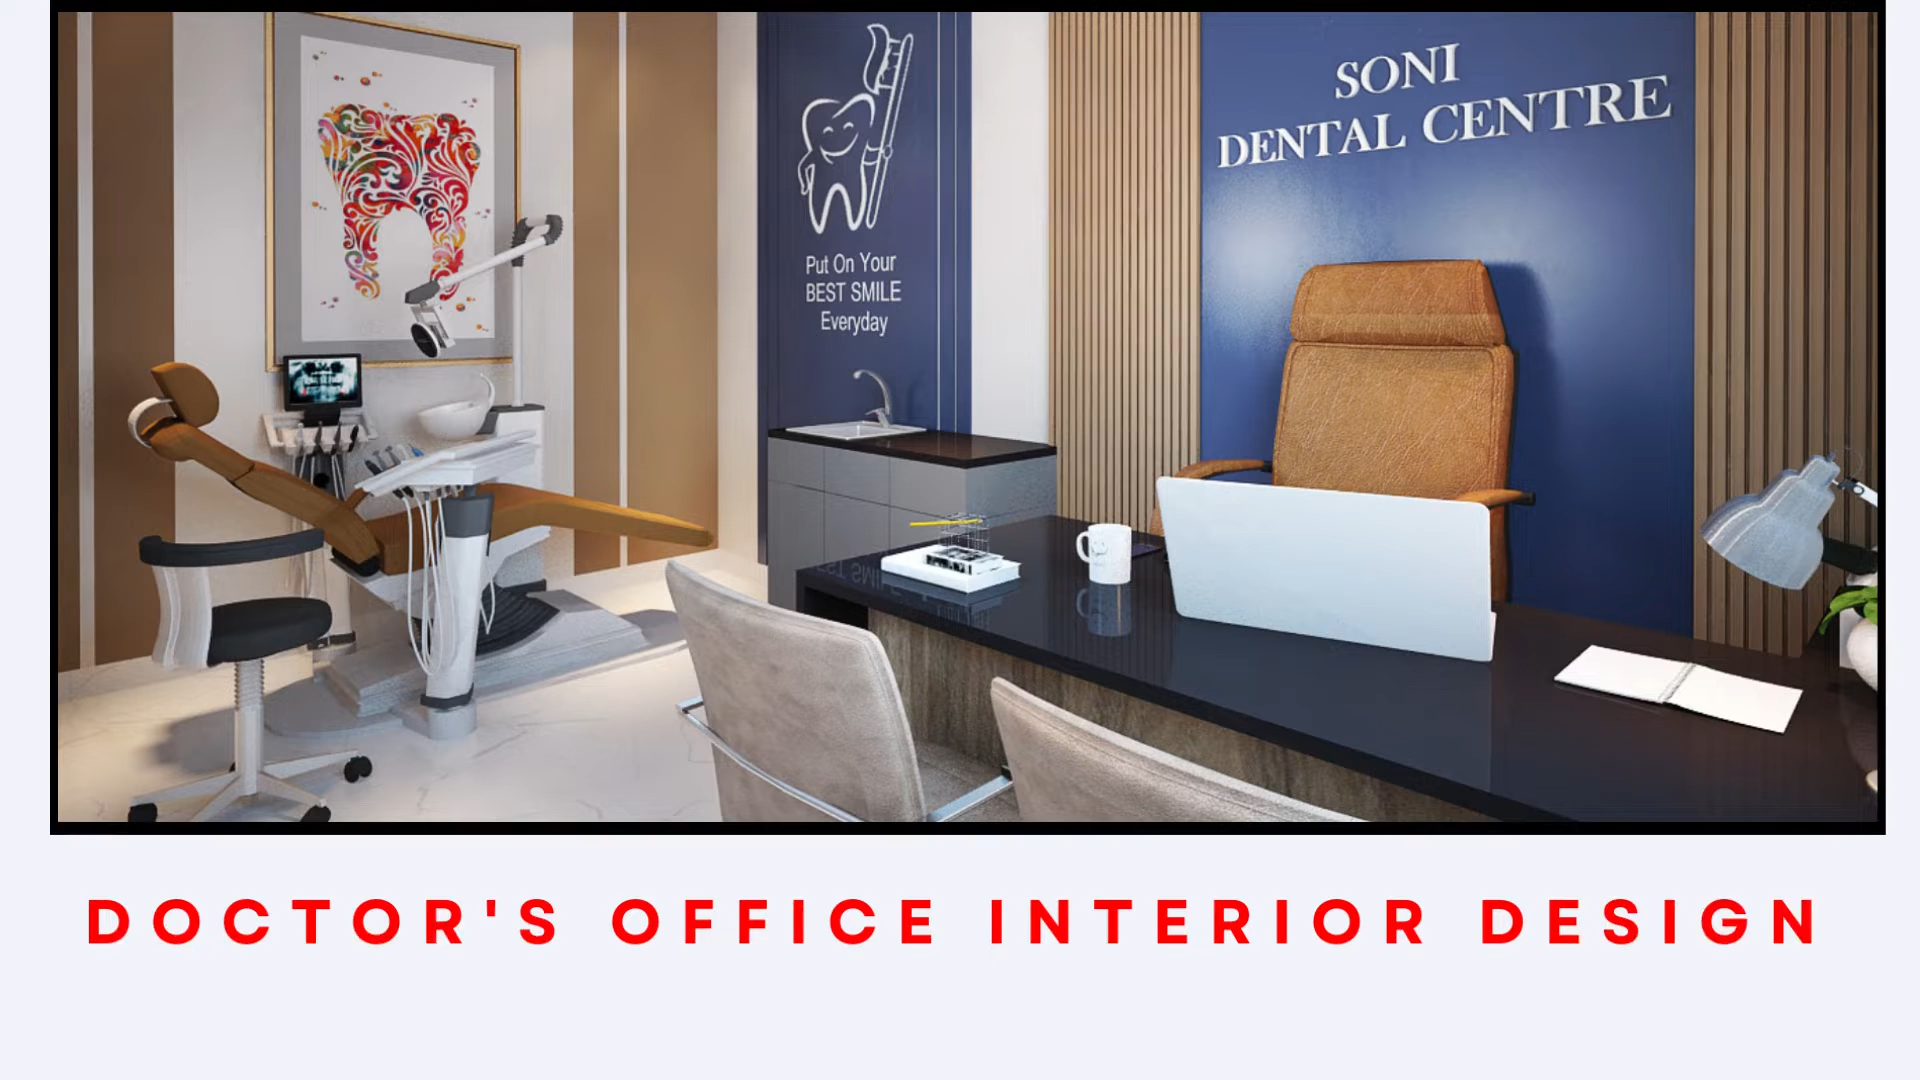 SONI
DENTAL CENTRE
Put On Your
BEST SMILE
Everyday
DOCTOR'S OFFICE INTERIOR DESIGN